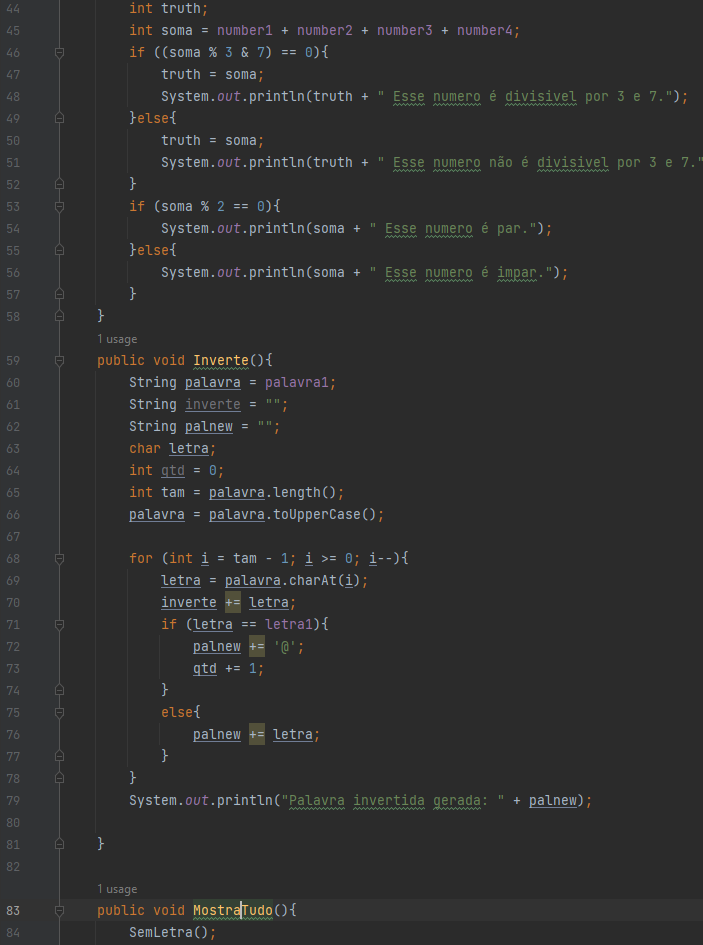 44 int truth;
45 int soma = number1 + number2 + number3 + number4;
46 if ((soma % 3 & 7) == 0){
47 truth = soma;
48 System.out.println(truth + " Esse numero é divisivel por 3 e 7.");
49 }else{
50 truth = soma;
51 System.out.println(truth + " Esse numero não é divisivel por 3 e 7."
52 }
53 if (soma % 2 == 0){
54 System.out.println(soma + " Esse numero é par.");
55 }else{
56 System.out.println(soma + " Esse numero é impar.");
57 }
58 }
1 usage
59 public void Inverte(){
60 String palavra = palavra1;
61 String inverte = "";
62 String palnew = "";
63 char letra;
64 int qtd = 0;
65 int tam = palavra.length();
66 palavra = palavra.toUpperCase();
67
68 for (int i = tam - 1; i >= 0; i--){
69 letra = palavra.charAt(i);
70 inverte += letra;
71 if (letra == letra1){
72 palnew += '@';
73 qtd += 1;
74 }
75 else{
76 palnew += letra;
77 }
78 }
79 System.out.println("Palavra invertida gerada: " + palnew);
80
81 }
82
1 usage
83 public void MostraTudo(){
84 SemLetra();